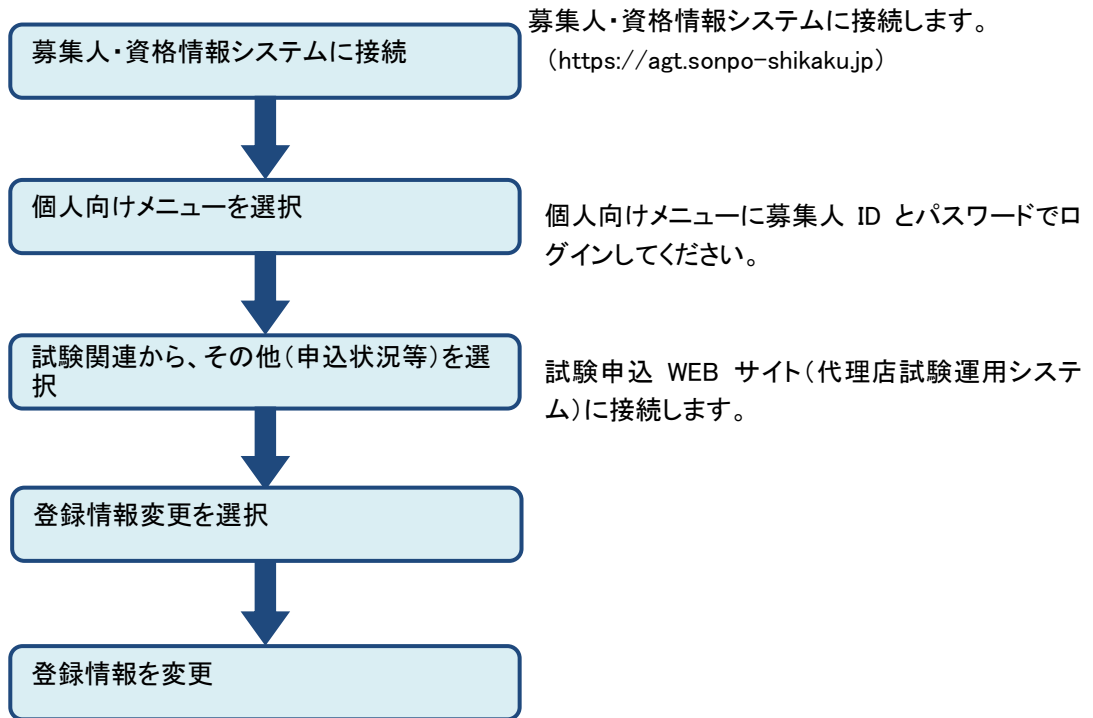 募集人・資格情報システムに接続
募集人・資格情報システムに接続します。
（https://agt.sonpo-shikaku.jp）
個人向けメニューを選択
個人向けメニューに募集人 ID とパスワードでロ
グインしてください。
試験関連から、その他（申込状況等）を選
択
試験申込 WEB サイト（代理店試験運用システ
ム）に接続します。
登録情報変更を選択
登録情報を変更